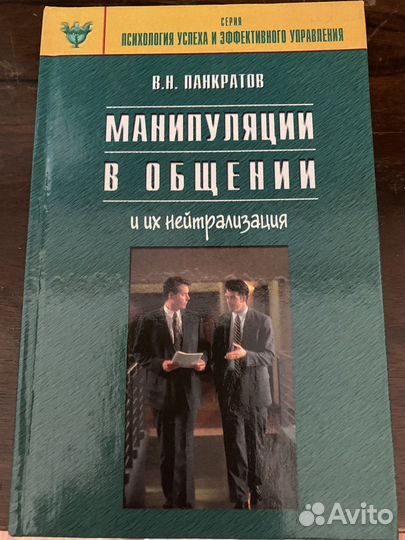 СЕРИЯ
ПСИХОЛОГИЯ УСПЕХА И ЭФФЕКТИВНОГО УПРАВЛЕНИЯ
В.Н. ПАНКРАТОВ
МАНИПУЛЯЦИИ
В ОБЩЕНИИ
и их нейтрализация
Avito